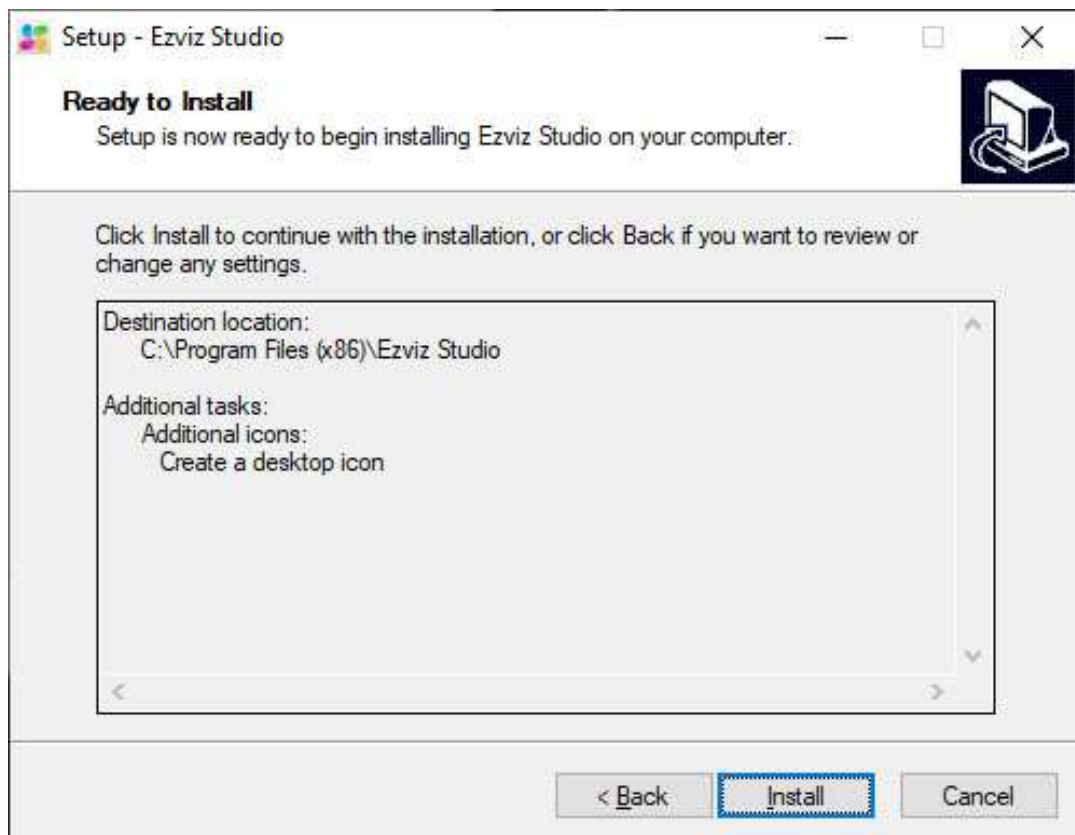 Setup - Ezviz Studio
Ready to Install
Setup is now ready to begin installing Ezviz Studio on your computer.
Click Install to continue with the installation, or click Back if you want to review or
change any settings.
Destination location:
C:\Program Files (x86)\Ezviz Studio
Additional tasks:
Additional icons:
Create a desktop icon
< Back
Install
Cancel